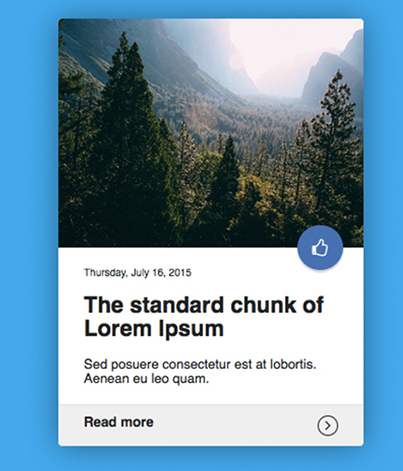 Thursday, July 16, 2015
The standard chunk of
Lorem Ipsum
Sed posuere consectetur est at lobortis.
Aenean eu leo quam.
Read more